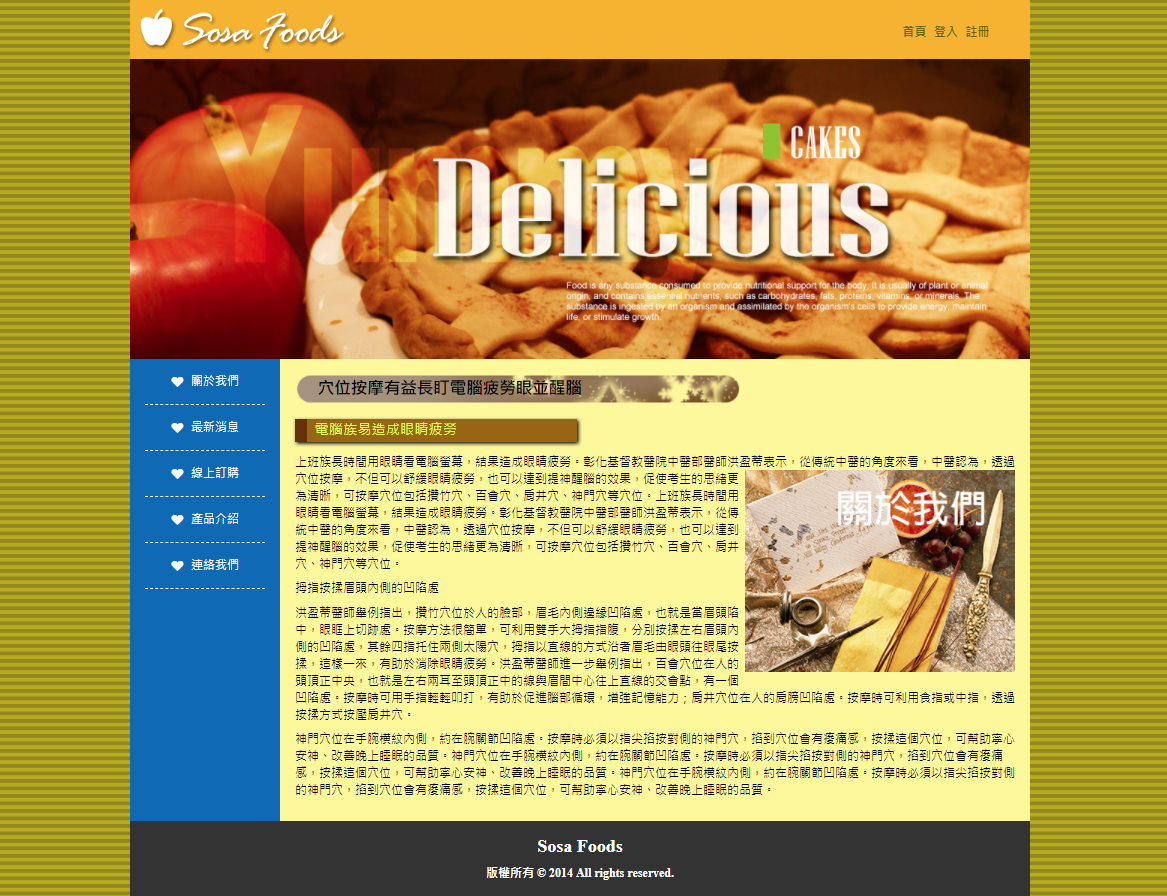 Sosa Foods
首頁 登入 註冊
Yummy
CAKES
Delicious
Food is any substance consumed to provide nutritional support for the body. It is usually of plant or animal
origin, and contains essential nutrients, such as carbohydrates, fats, proteins, vitamins, or minerals. The
substance is ingested by an organism and assimilated by the organism's cells to provide energy, maintain
life, or stimulate growth.
關於我們
最新消息
線上訂購
產品介紹
連絡我們
穴位按摩有益長盯電腦疲勞眼並醒腦
電腦族易造成眼睛疲勞
上班族長時間用眼睛看電腦螢幕，結果造成眼睛疲勞。彰化基督教醫院中醫部醫師洪盈蒂表示，從傳統中醫的角度來看，中醫認為，透過
穴位按摩，不但可以舒緩眼睛疲勞，也可以達到提神醒腦的效果，促使考生的思緒更
為清晰，可按摩穴位包括攢竹穴、百會穴、肩井穴、神門穴等穴位。上班族長時間用
眼睛看電腦螢幕，結果造成眼睛疲勞。彰化基督教醫院中醫部醫師洪盈蒂表示，從傳
統中醫的角度來看，中醫認為，透過穴位按摩，不但可以舒緩眼睛疲勞，也可以達到
提神醒腦的效果，促使考生的思緒更為清晰，可按摩穴位包括攢竹穴、百會穴、肩井
穴、神門穴等穴位。
關於我們
拇指按揉眉頭內側的凹陷處
洪盈蒂醫師舉例指出，攢竹穴位於人的臉部，眉毛內側邊緣凹陷處，也就是當眉頭陷
中，眼眶上切跡處。按摩方法很簡單，可利用雙手大拇指指腹，分別按揉左右眉頭內
側的凹陷處，其餘四指托住兩側太陽穴，拇指以直線的方式沿者眉毛由眼頭往眼尾按
揉，這樣一來，有助於消除眼睛疲勞。洪盈蒂醫師進一步舉例指出，百會穴位在人的
頭頂正中央，也就是左右兩耳至頭頂正中的線與眉間中心往上直線的交會點，有一個
凹陷處。按摩時可用手指輕輕叩打，有助於促進腦部循環，增強記憶能力；肩井穴位在人的肩膀凹陷處。按摩時可利用食指或中指，透過
按揉方式按壓肩井穴。
神門穴位在手腕橫紋內側，約在腕關節凹陷處。按摩時必須以指尖掐按對側的神門穴，掐到穴位會有痠痛感，按揉這個穴位，可幫助寧心
安神、改善晚上睡眠的品質。神門穴位在手腕橫紋內側，約在腕關節凹陷處。按摩時必須以指尖掐按對側的神門穴，掐到穴位會有痠痛
感，按揉這個穴位，可幫助寧心安神、改善晚上睡眠的品質。神門穴位在手腕橫紋內側，約在腕關節凹陷處。按摩時必須以指尖掐按對側
的神門穴，掐到穴位會有痠痛感，按揉這個穴位，可幫助寧心安神、改善晚上睡眠的品質。
Sosa Foods
版權所有 © 2014 All rights reserved.